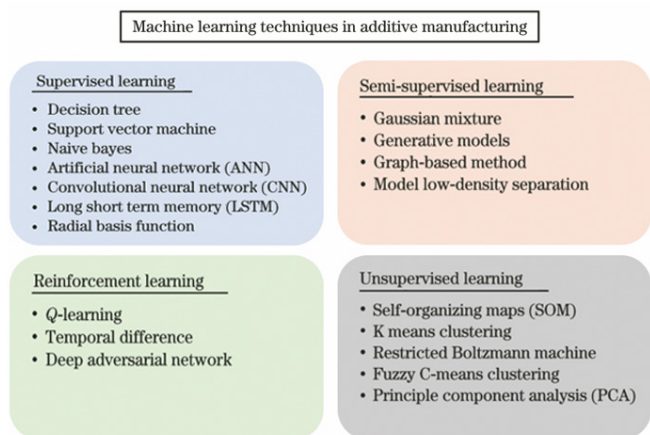 Machine learning techniques in additive manufacturing
Supervised learning
• Decision tree
• Support vector machine
• Naive bayes
• Artificial neural network (ANN)
• Convolutional neural network (CNN)
• Long short term memory (LSTM)
• Radial basis function
Semi-supervised learning
• Gaussian mixture
• Generative models
• Graph-based method
• Model low-density separation
Reinforcement learning
• Q-learning
• Temporal difference
• Deep adversarial network
Unsupervised learning
• Self-organizing maps (SOM)
• K means clustering
• Restricted Boltzmann machine
• Fuzzy C-means clustering
• Principle component analysis (PCA)